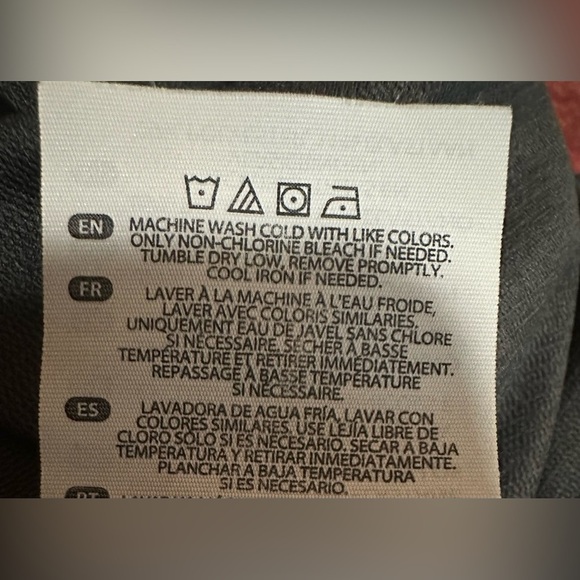 EN
MACHINE WASH COLD WITH LIKE COLORS.
ONLY NON-CHLORINE BLEACH IF NEEDED.
TUMBLE DRY LOW, REMOVE PROMPTLY.
COOL IRON IF NEEDED.
FR
LAVER À LA MACHINE À L'EAU FROIDE,
LAVER AVEC COLORIS SIMILARIES.
UNIQUEMENT EAU DE JAVEL SANS CHLORE
SI NECESSAIRE. SÉCHER À BASSE
TEMPÉRATURE ET RETIRER IMMÉDIATEMENT.
REPASSAGE À BASSE TEMPÉRATURE
SI NÉCESSAIRE.
ES
LAVADORA DE AGUA FRÍA, LAVAR CON
COLORES SIMILARES. USE LEJÍA LIBRE DE
CLORO SÓLO SI ES NECESARIO. SECAR A BAJA
TEMPERATURA Y RETIRAR INMEDIATAMENTE.
PLANCHAR A BAJA TEMPERATURA
SI ES NECESARIO.
PT